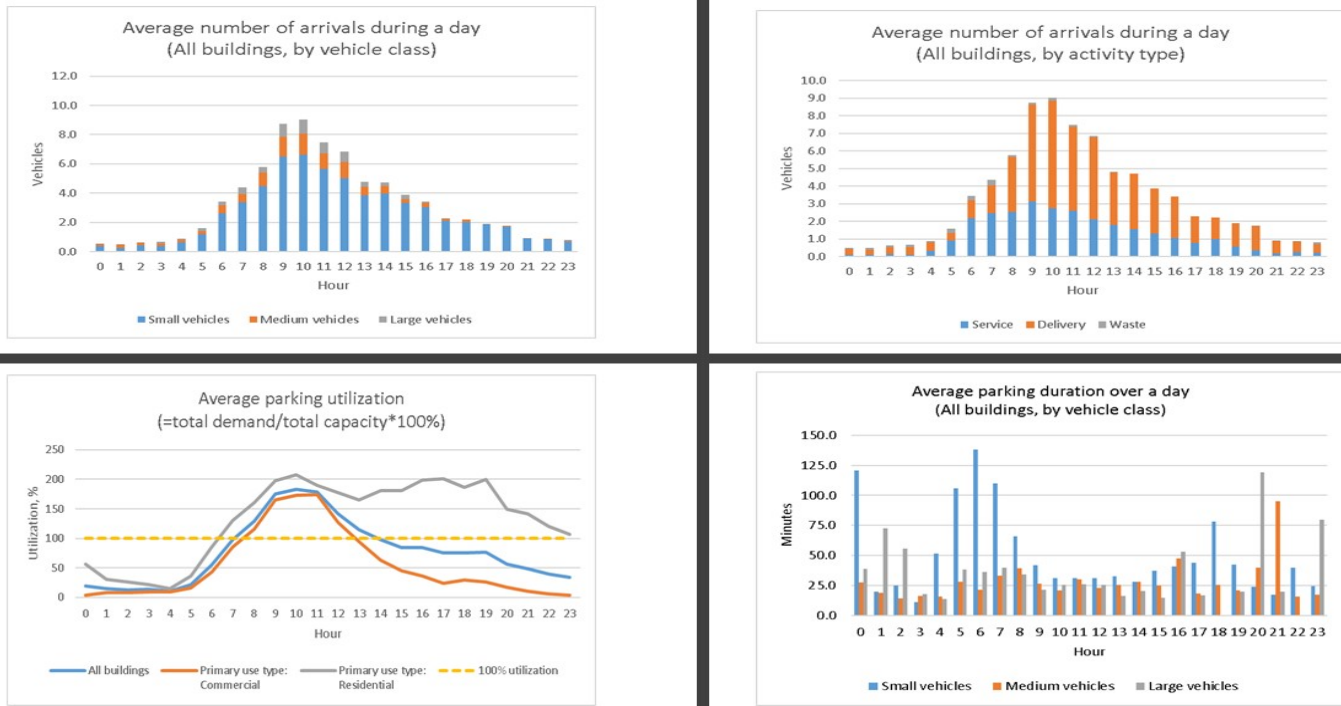 Average number of arrivals during a day
(All buildings, by vehicle class)
12.0
10.0
8.0
6.0
4.0
2.0
0.0
Vehicles
0 1 2 3 4 5 6 7 8 9 10 11 12 13 14 15 16 17 18 19 20 21 22 23
Hour
Small vehicles Medium vehicles Large vehicles
Average number of arrivals during a day
(All buildings, by activity type)
10.0
9.0
8.0
7.0
6.0
5.0
4.0
3.0
2.0
1.0
0.0
Vehicles
0 1 2 3 4 5 6 7 8 9 10 11 12 13 14 15 16 17 18 19 20 21 22 23
Hour
Service Delivery Waste
Average parking utilization
(=total demand/total capacity*100%)
250
200
150
100
50
0
Utilization, %
0 1 2 3 4 5 6 7 8 9 10 11 12 13 14 15 16 17 18 19 20 21 22 23
Hour
All buildings Primary use type: Primary use type: 100% utilization
Commercial Residential
Average parking duration over a day
(All buildings, by vehicle class)
150.0
125.0
100.0
75.0
50.0
25.0
0.0
Minutes
0 1 2 3 4 5 6 7 8 9 10 11 12 13 14 15 16 17 18 19 20 21 22 23
Hour
Small vehicles Medium vehicles Large vehicles